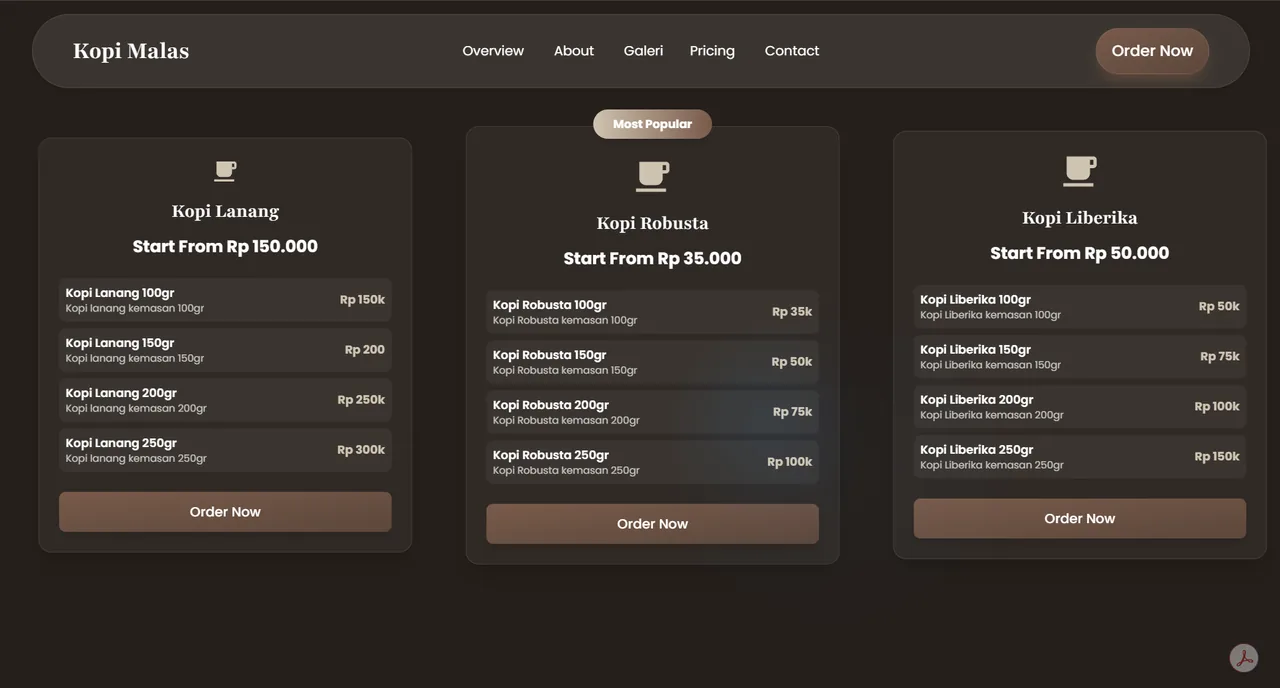 Kopi Malas
Overview
About
Galeri
Pricing
Contact
Order Now
Kopi Lanang
Start From Rp 150.000
Kopi Lanang 100gr
Kopi lanang kemasan 100gr
Rp 150k
Kopi Lanang 150gr
Kopi lanang kemasan 150gr
Rp 200
Kopi Lanang 200gr
Kopi lanang kemasan 200gr
Rp 250k
Kopi Lanang 250gr
Kopi lanang kemasan 250gr
Rp 300k
Order Now
Most Popular
Kopi Robusta
Start From Rp 35.000
Kopi Robusta 100gr
Kopi Robusta kemasan 100gr
Rp 35k
Kopi Robusta 150gr
Kopi Robusta kemasan 150gr
Rp 50k
Kopi Robusta 200gr
Kopi Robusta kemasan 200gr
Rp 75k
Kopi Robusta 250gr
Kopi Robusta kemasan 250gr
Rp 100k
Order Now
Kopi Liberika
Start From Rp 50.000
Kopi Liberika 100gr
Kopi Liberika kemasan 100gr
Rp 50k
Kopi Liberika 150gr
Kopi Liberika kemasan 150gr
Rp 75k
Kopi Liberika 200gr
Kopi Liberika kemasan 200gr
Rp 100k
Kopi Liberika 250gr
Kopi Liberika kemasan 250gr
Rp 150k
Order Now